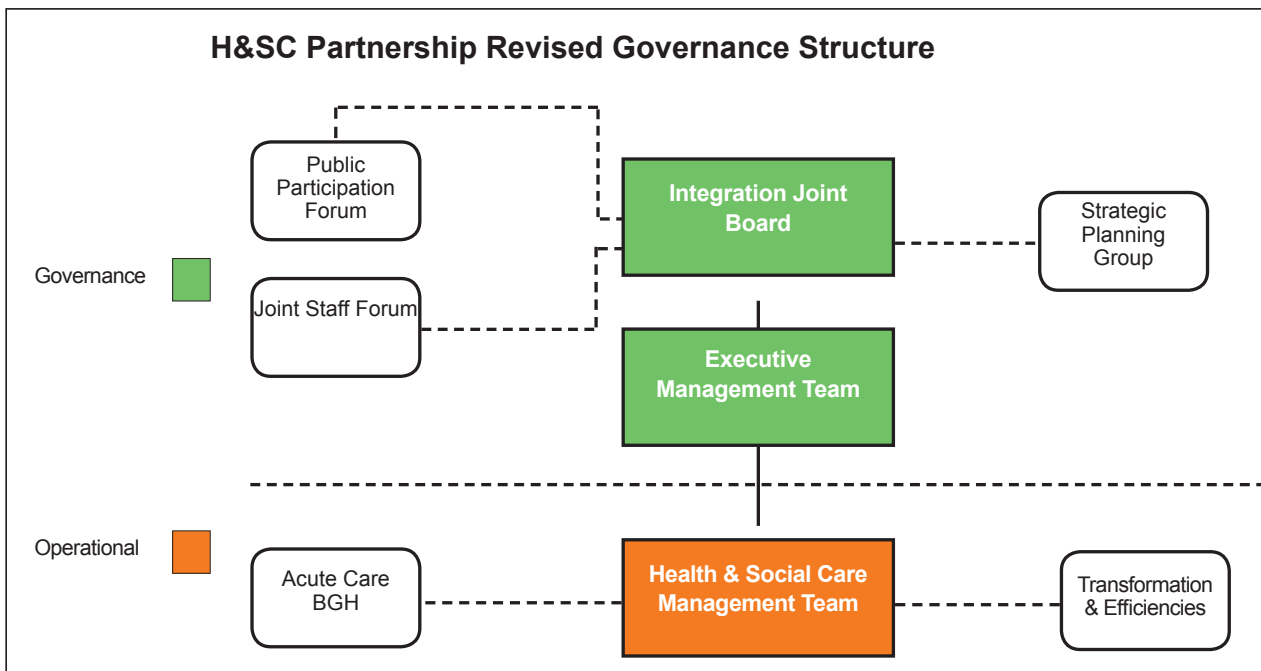 H&SC Partnership Revised Governance Structure
Public
Participation
Forum
Integration Joint
Board
Strategic
Planning
Group
Governance
Joint Staff Forum
Executive
Management Team
Operational
Acute Care
BGH
Health & Social Care
Management Team
Transformation
& Efficiencies